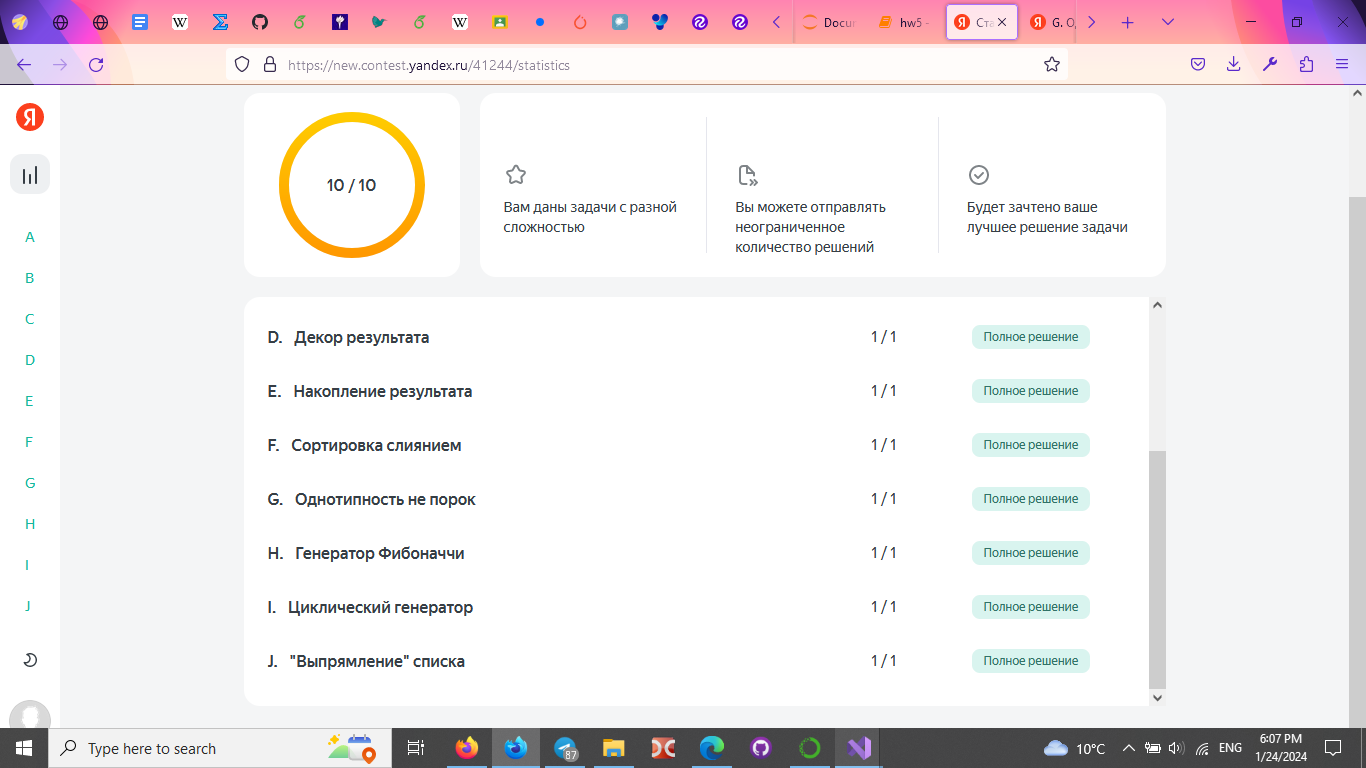 Docu
hw5 -
Ста
G. О
https://new.contest.yandex.ru/41244/statistics
Я
A
B
C
D
E
F
G
H
I
J
10 / 10
Вам даны задачи с разной
сложностью
Вы можете отправлять
неограниченное
количество решений
Будет зачтено ваше
лучшее решение задачи
D. Декор результата 1 / 1 Полное решение
E. Накопление результата 1 / 1 Полное решение
F. Сортировка слиянием 1 / 1 Полное решение
G. Однотипность не порок 1 / 1 Полное решение
H. Генератор Фибоначчи 1 / 1 Полное решение
I. Циклический генератор 1 / 1 Полное решение
J. "Выпрямление" списка 1 / 1 Полное решение
Type here to search
87
10°C
ENG
6:07 PM
1/24/2024